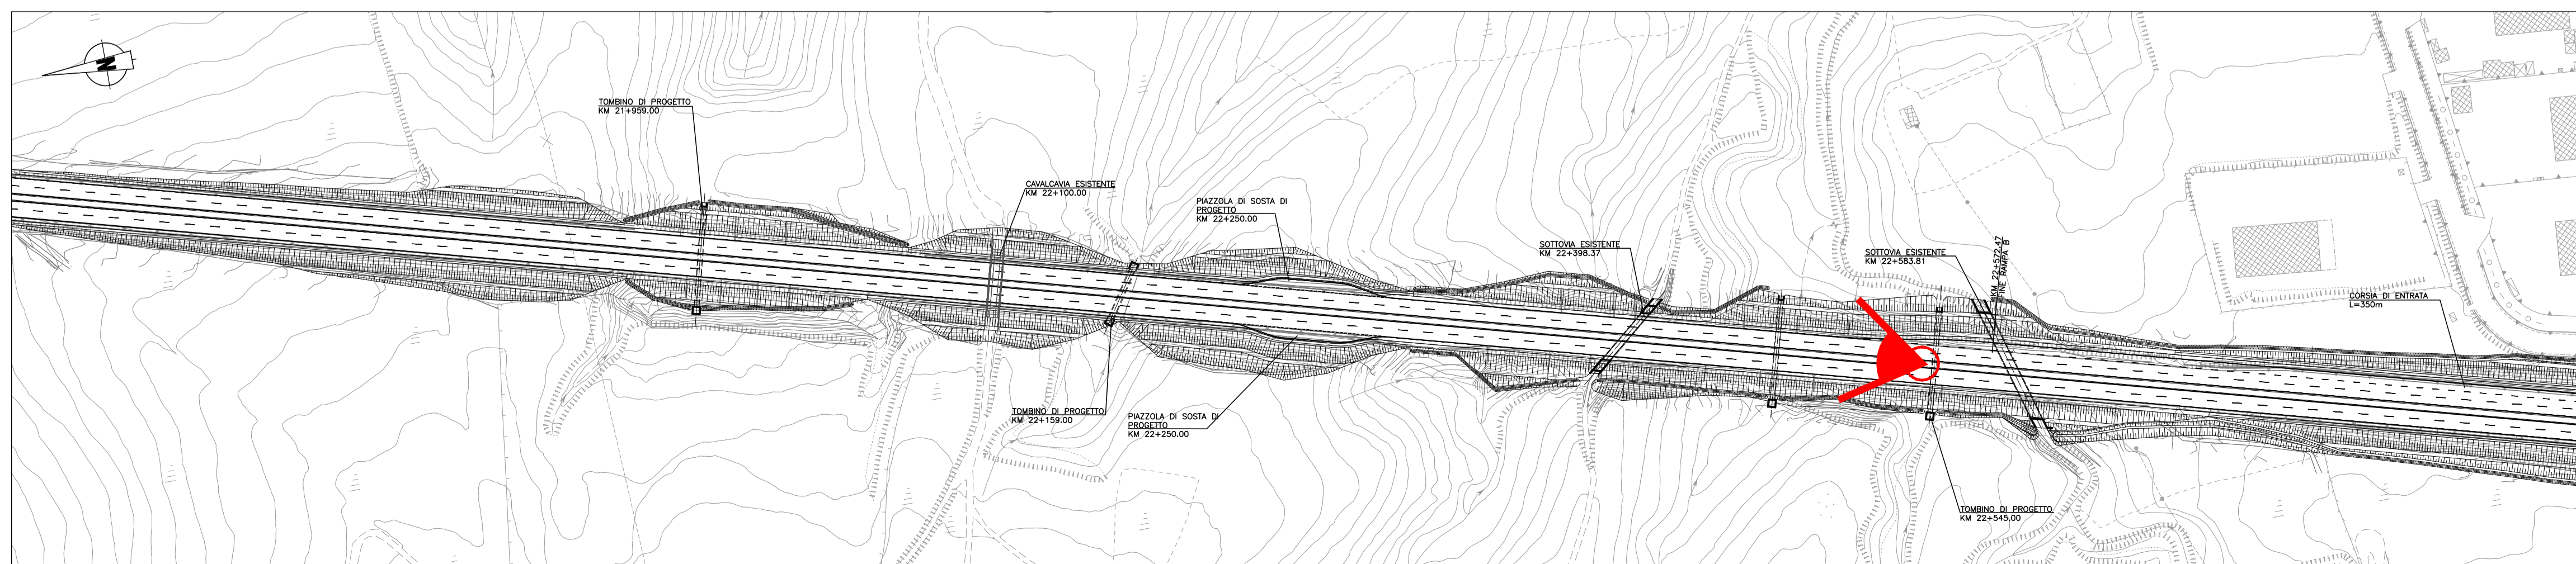 N
TOMBINO DI PROGETTO
KM 21+959.00
CAVALCAVIA ESISTENTE
KM 22+100.00
PIAZZOLA DI SOSTA DI
PROGETTO
KM 22+250.00
SOTTOVIA ESISTENTE
KM 22+398.37
SOTTOVIA ESISTENTE
KM 22+583.81
KM 22+572.47
FINE RAMPA B
CORSIA DI ENTRATA
L=350m
TOMBINO DI PROGETTO
KM 22+159.00
PIAZZOLA DI SOSTA DI
PROGETTO
KM 22+250.00
TOMBINO DI PROGETTO
KM 22+545.00